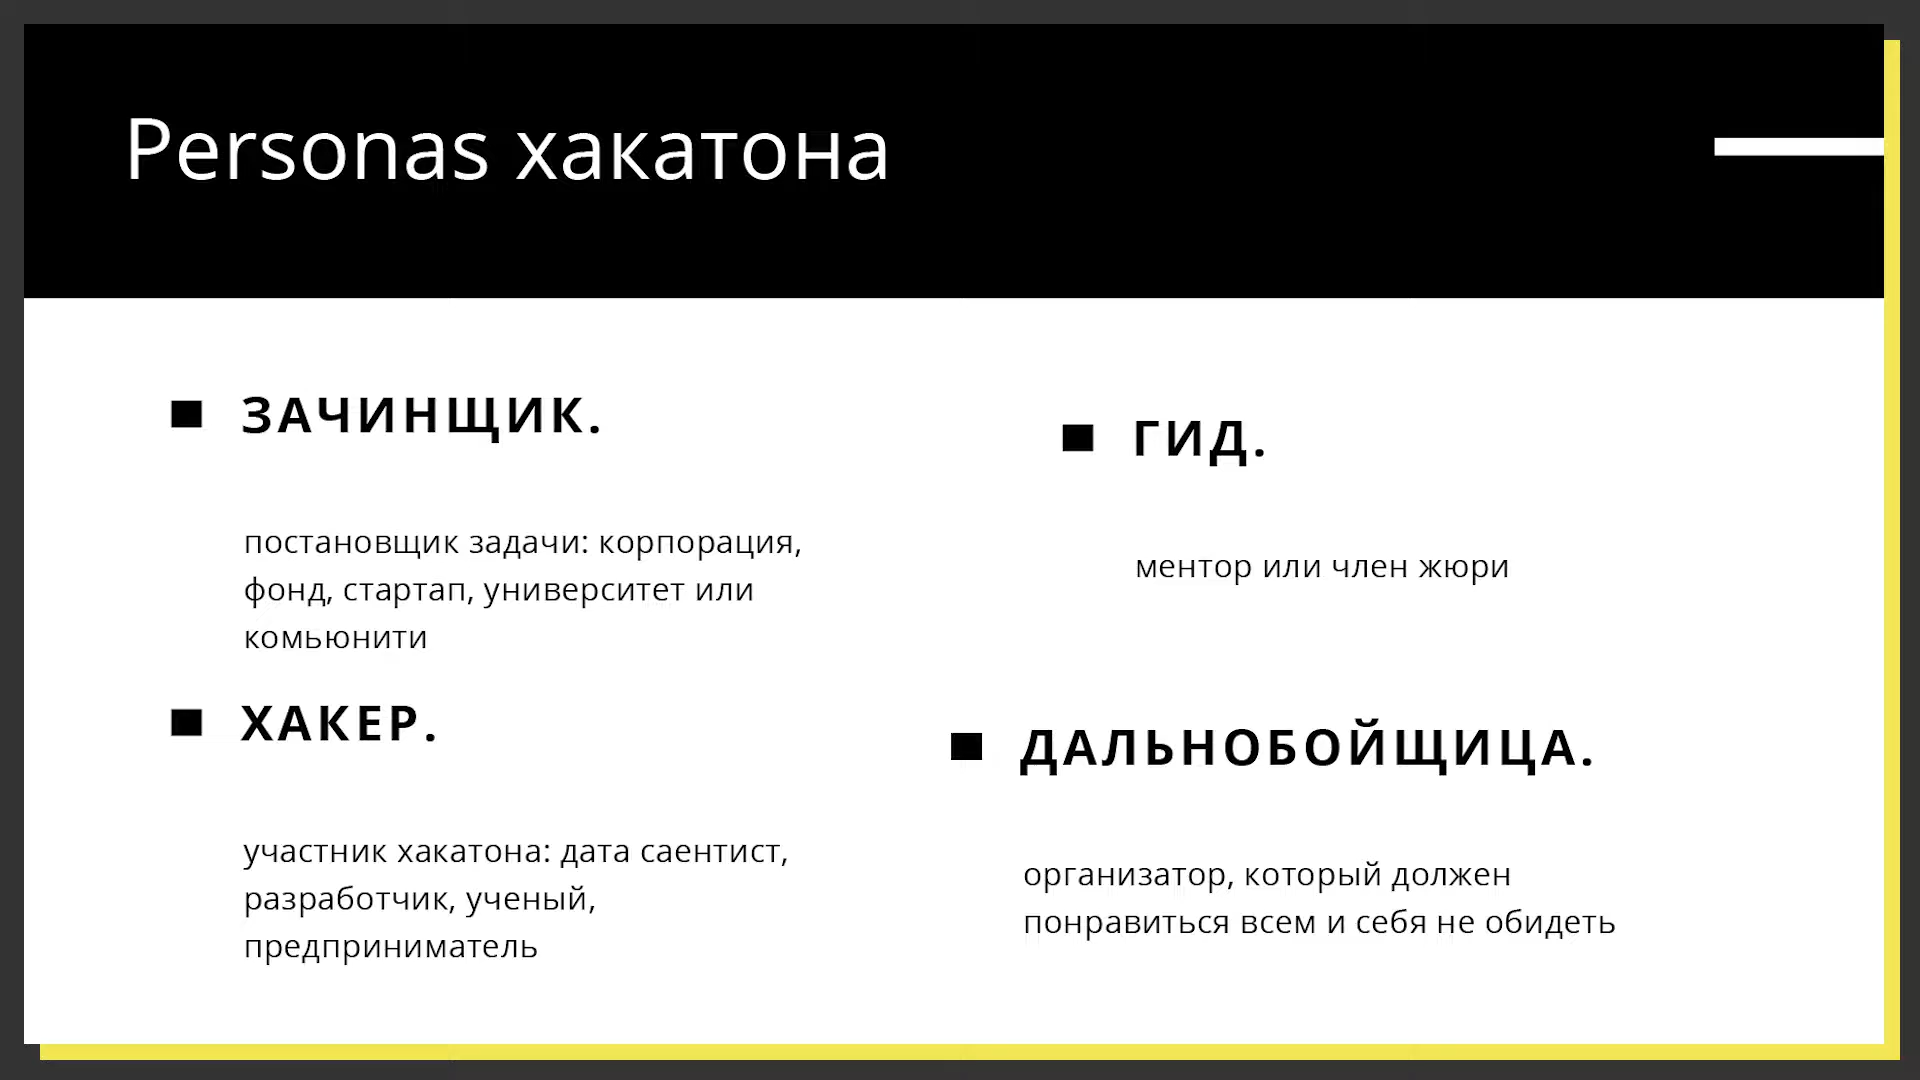 Personas хакатона
ЗАЧИНЩИК.
постановщик задачи: корпорация,
фонд, стартап, университет или
комьюнити
ХАКЕР.
участник хакатона: дата саентист,
разработчик, ученый,
предприниматель
ГИД.
ментор или член жюри
ДАЛЬНОБОЙЩИЦА.
организатор, который должен
понравиться всем и себя не обидеть